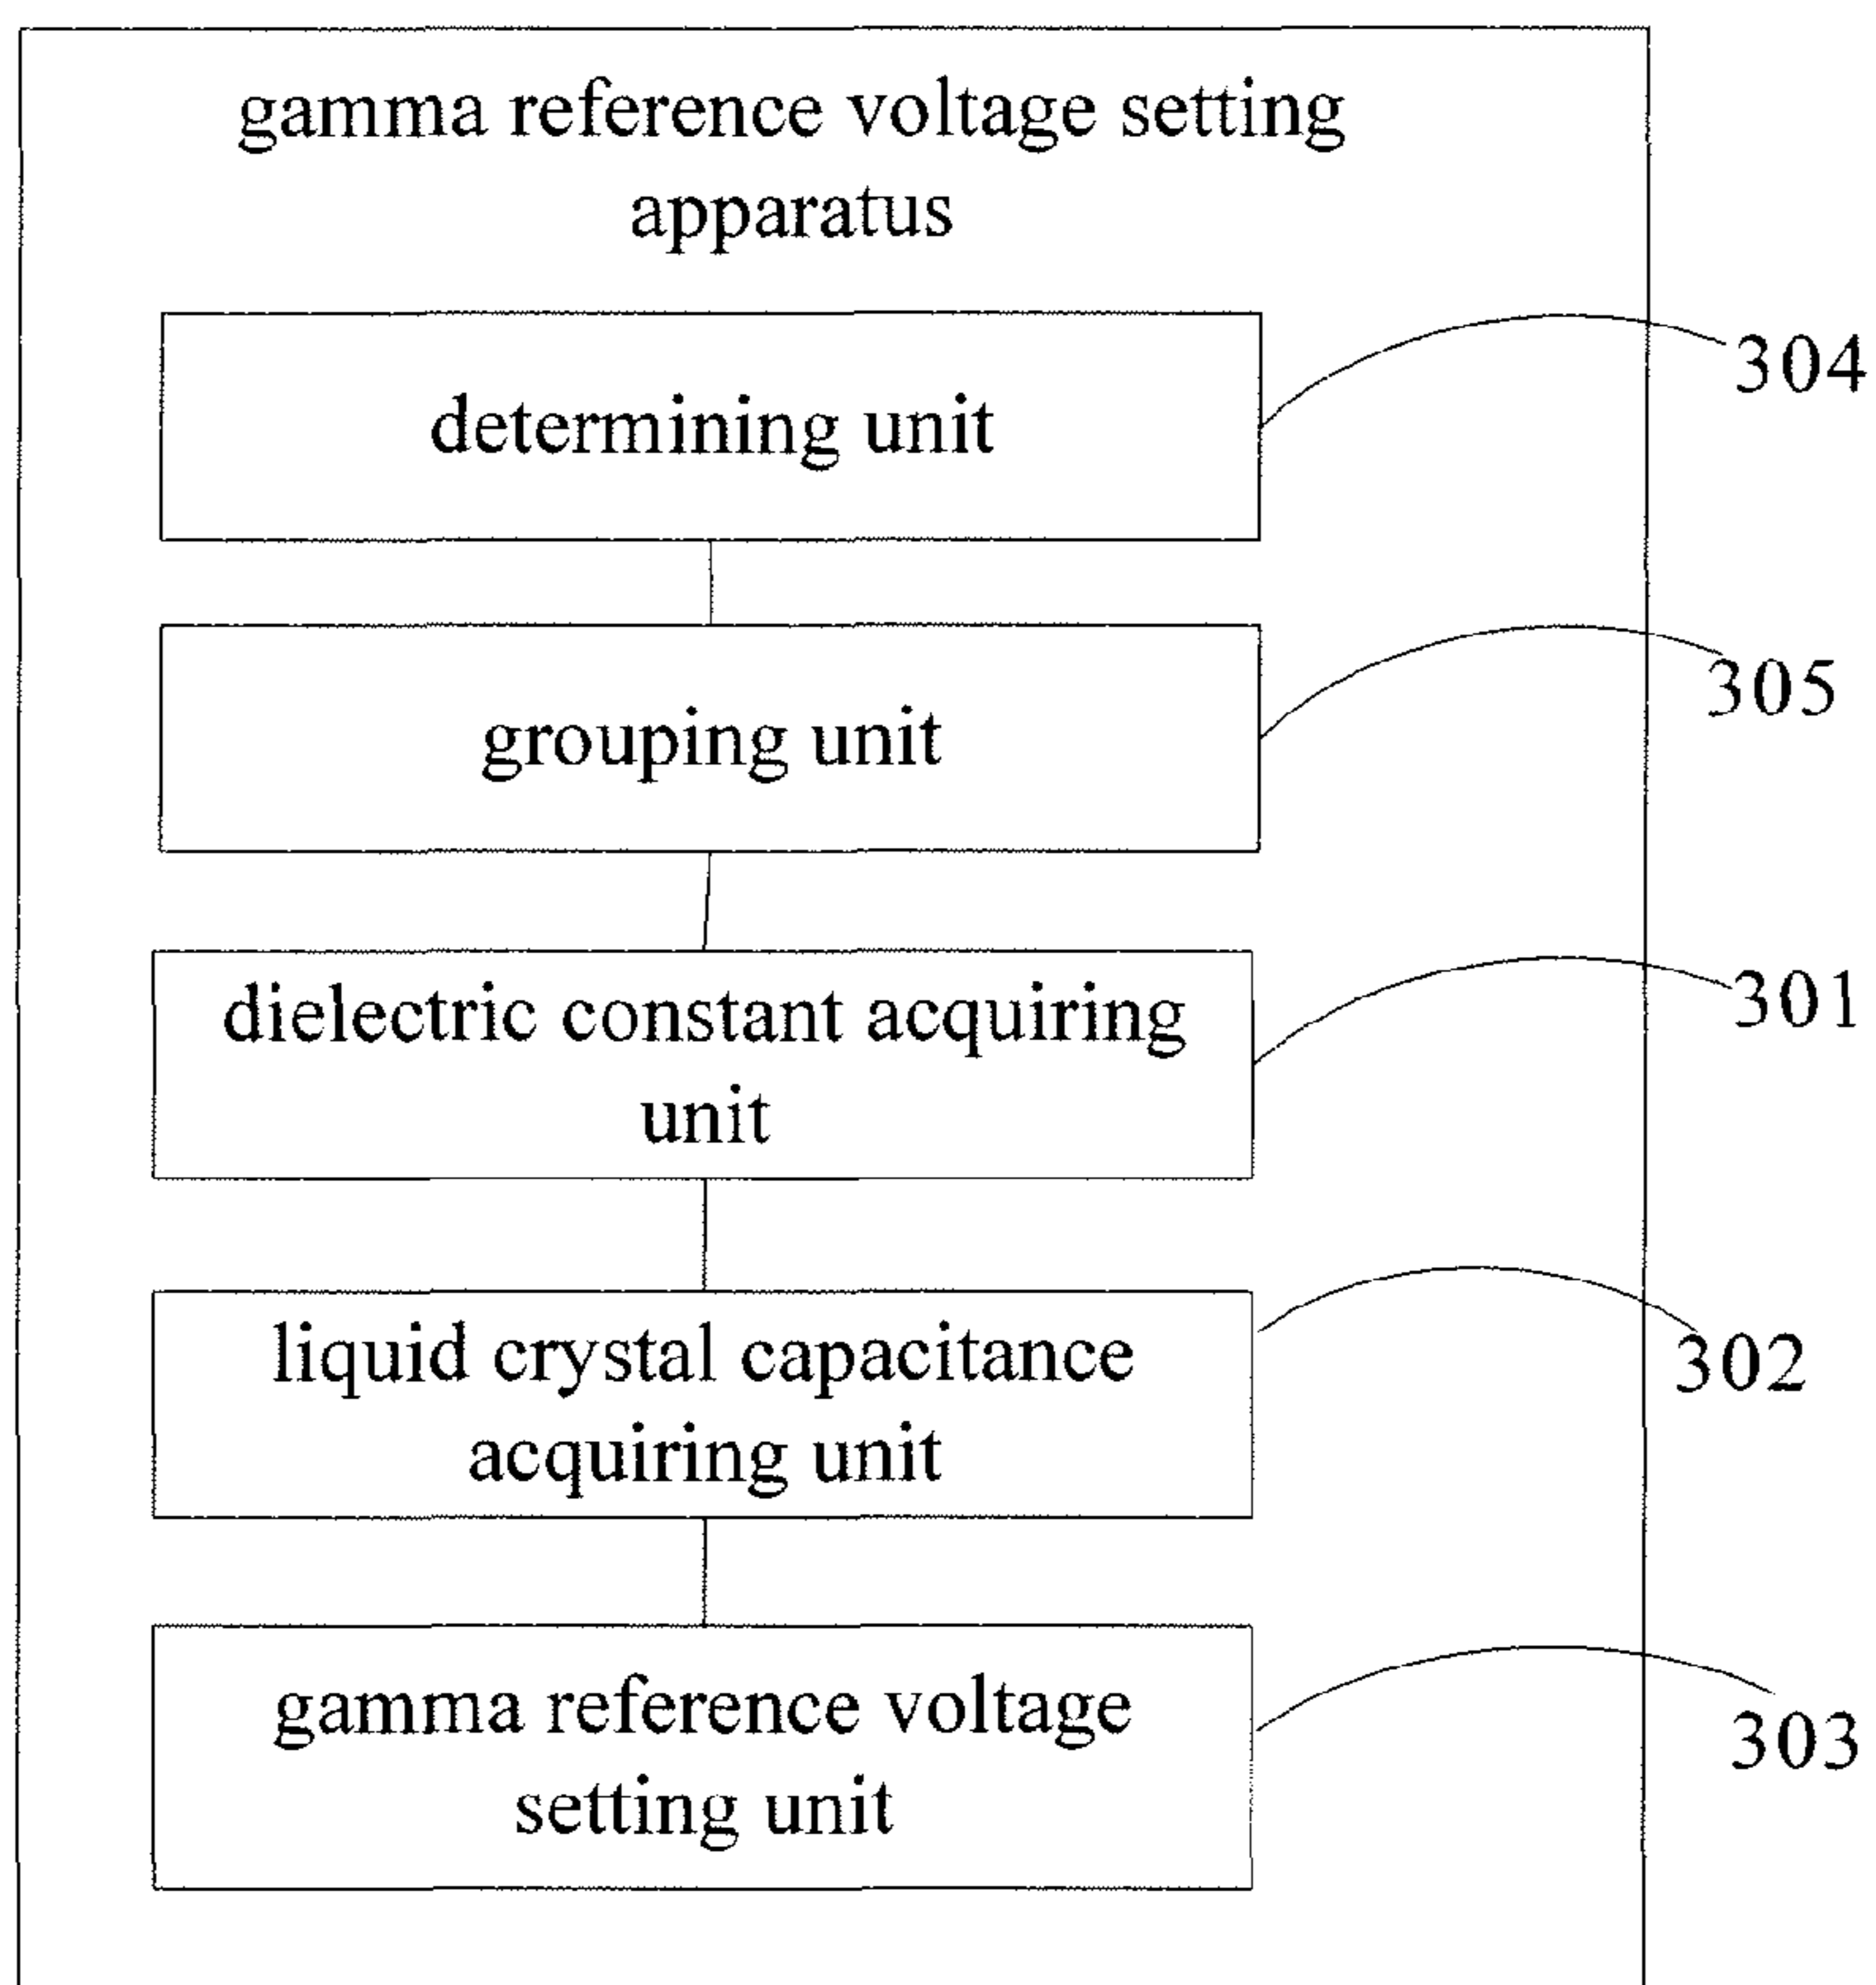 gamma reference voltage setting
apparatus
determining unit
304
grouping unit
305
dielectric constant acquiring
unit
301
liquid crystal capacitance
acquiring unit
302
gamma reference voltage
setting unit
303